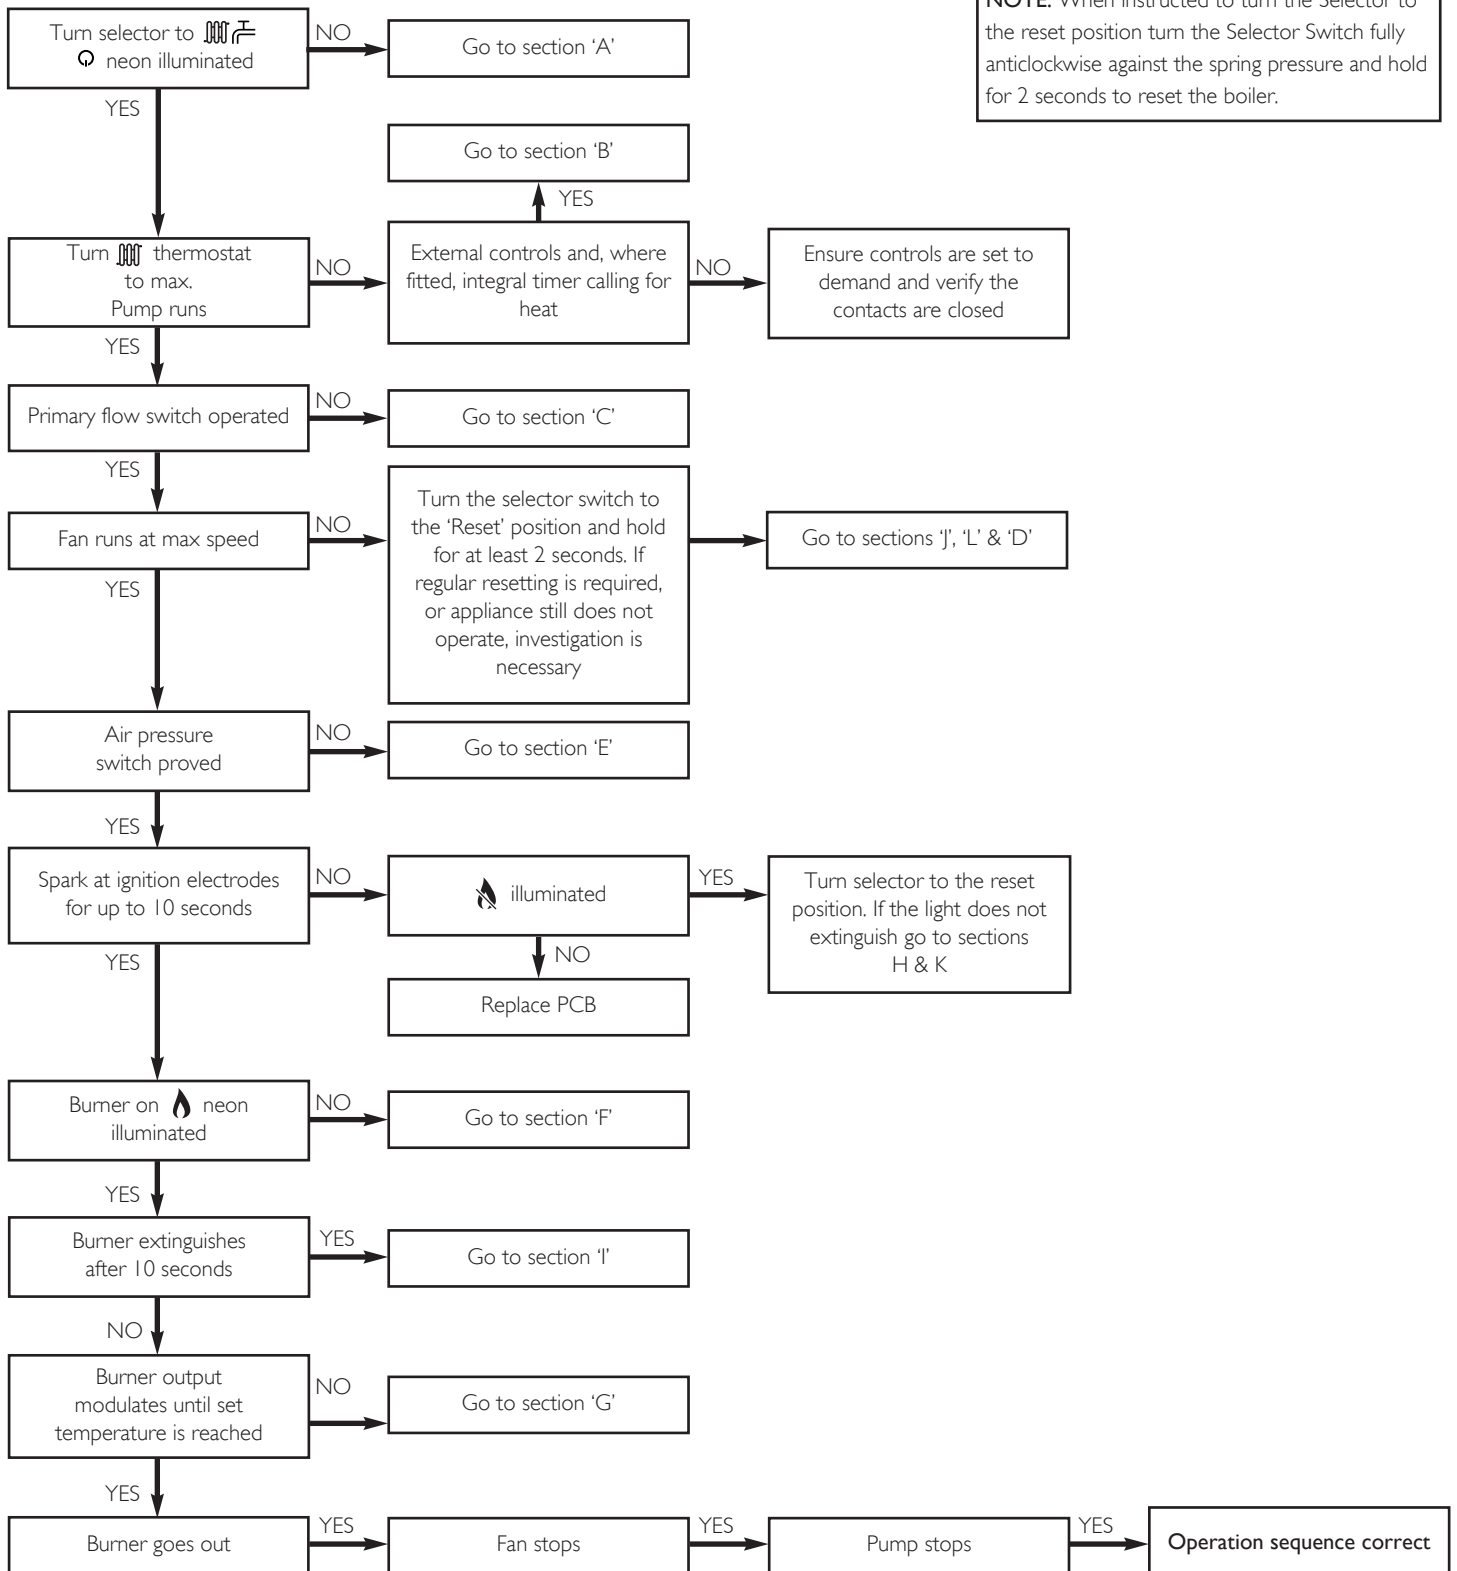 Turn selector to
neon illuminated
NO
Go to section ‘A’
NOTE: When instructed to turn the Selector to
the reset position turn the Selector Switch fully
anticlockwise against the spring pressure and hold
for 2 seconds to reset the boiler.
YES
Go to section ‘B’
YES
Turn thermostat
to max.
Pump runs
NO
External controls and, where
fitted, integral timer calling for
heat
NO
Ensure controls are set to
demand and verify the
contacts are closed
YES
Primary flow switch operated
NO
Go to section ‘C’
YES
Fan runs at max speed
NO
Turn the selector switch to
the ‘Reset’ position and hold
for at least 2 seconds. If
regular resetting is required,
or appliance still does not
operate, investigation is
necessary
Go to sections ‘J’, ‘L’ & ‘D’
YES
Air pressure
switch proved
NO
Go to section ‘E’
YES
Spark at ignition electrodes
for up to 10 seconds
NO
illuminated
YES
Turn selector to the reset
position. If the light does not
extinguish go to sections
H & K
YES
NO
Replace PCB
Burner on neon
illuminated
NO
Go to section ‘F’
YES
Burner extinguishes
after 10 seconds
YES
Go to section ‘I’
NO
Burner output
modulates until set
temperature is reached
NO
Go to section ‘G’
YES
Burner goes out
YES
Fan stops
YES
Pump stops
YES
Operation sequence correct